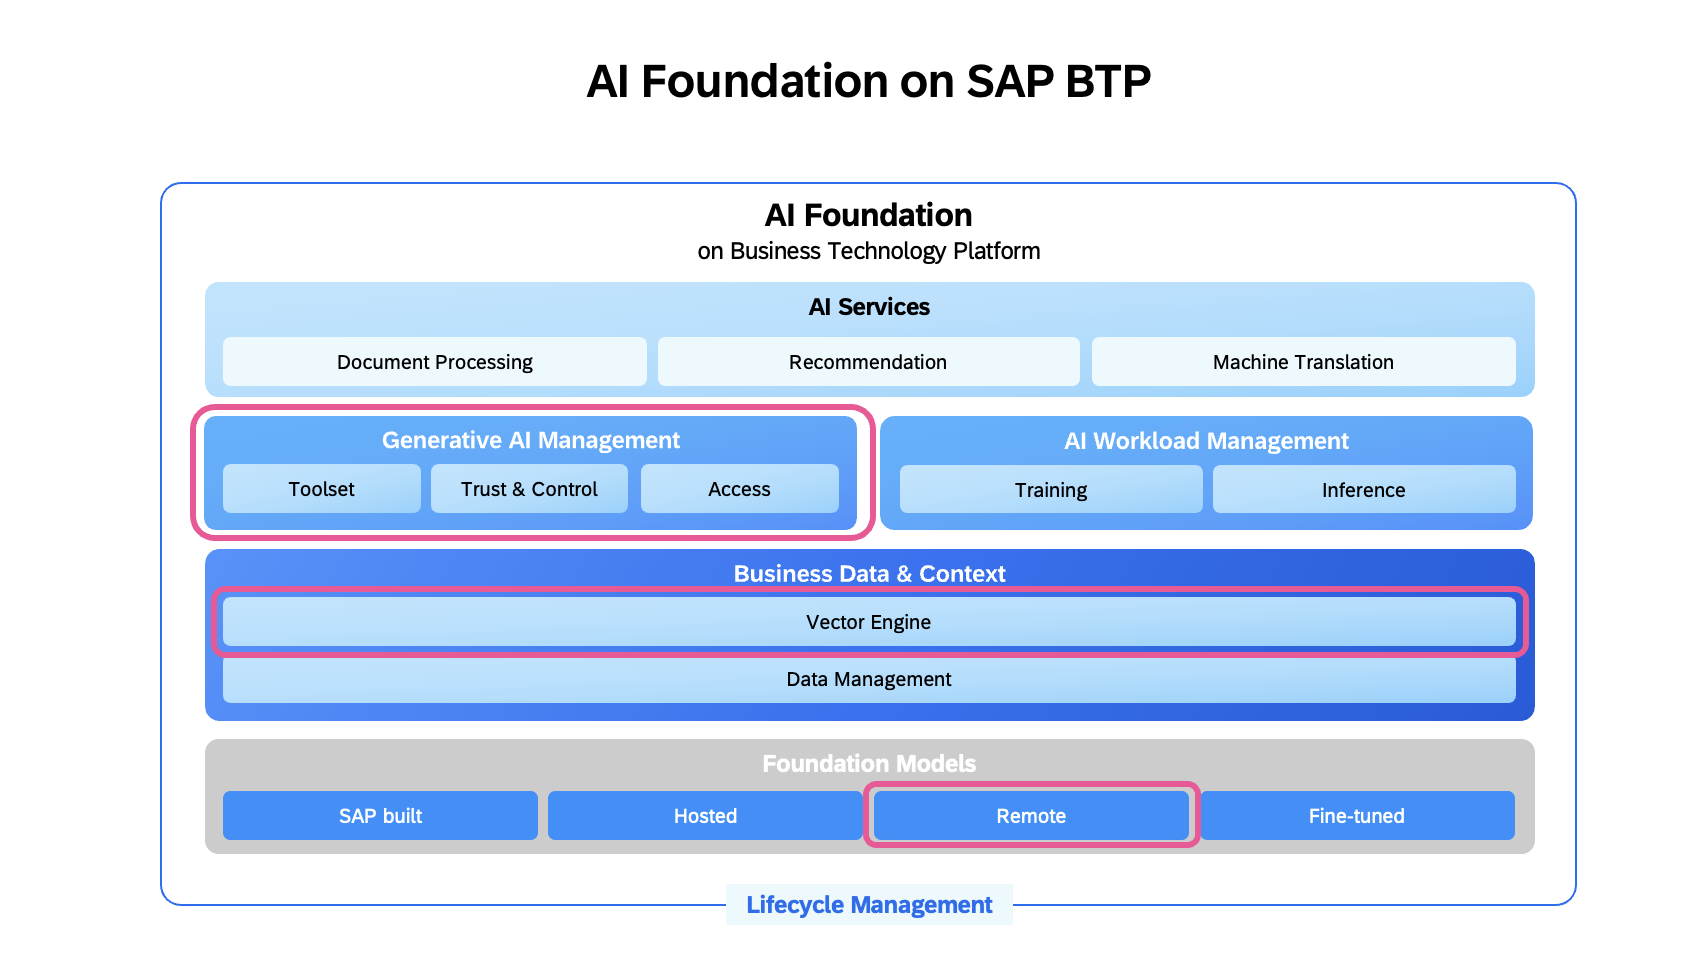 AI Foundation on SAP BTP
AI Foundation
on Business Technology Platform
AI Services
Document Processing
Recommendation
Machine Translation
Generative AI Management
Toolset
Trust & Control
Access
AI Workload Management
Training
Inference
Business Data & Context
Vector Engine
Data Management
Foundation Models
SAP built
Hosted
Remote
Fine-tuned
Lifecycle Management